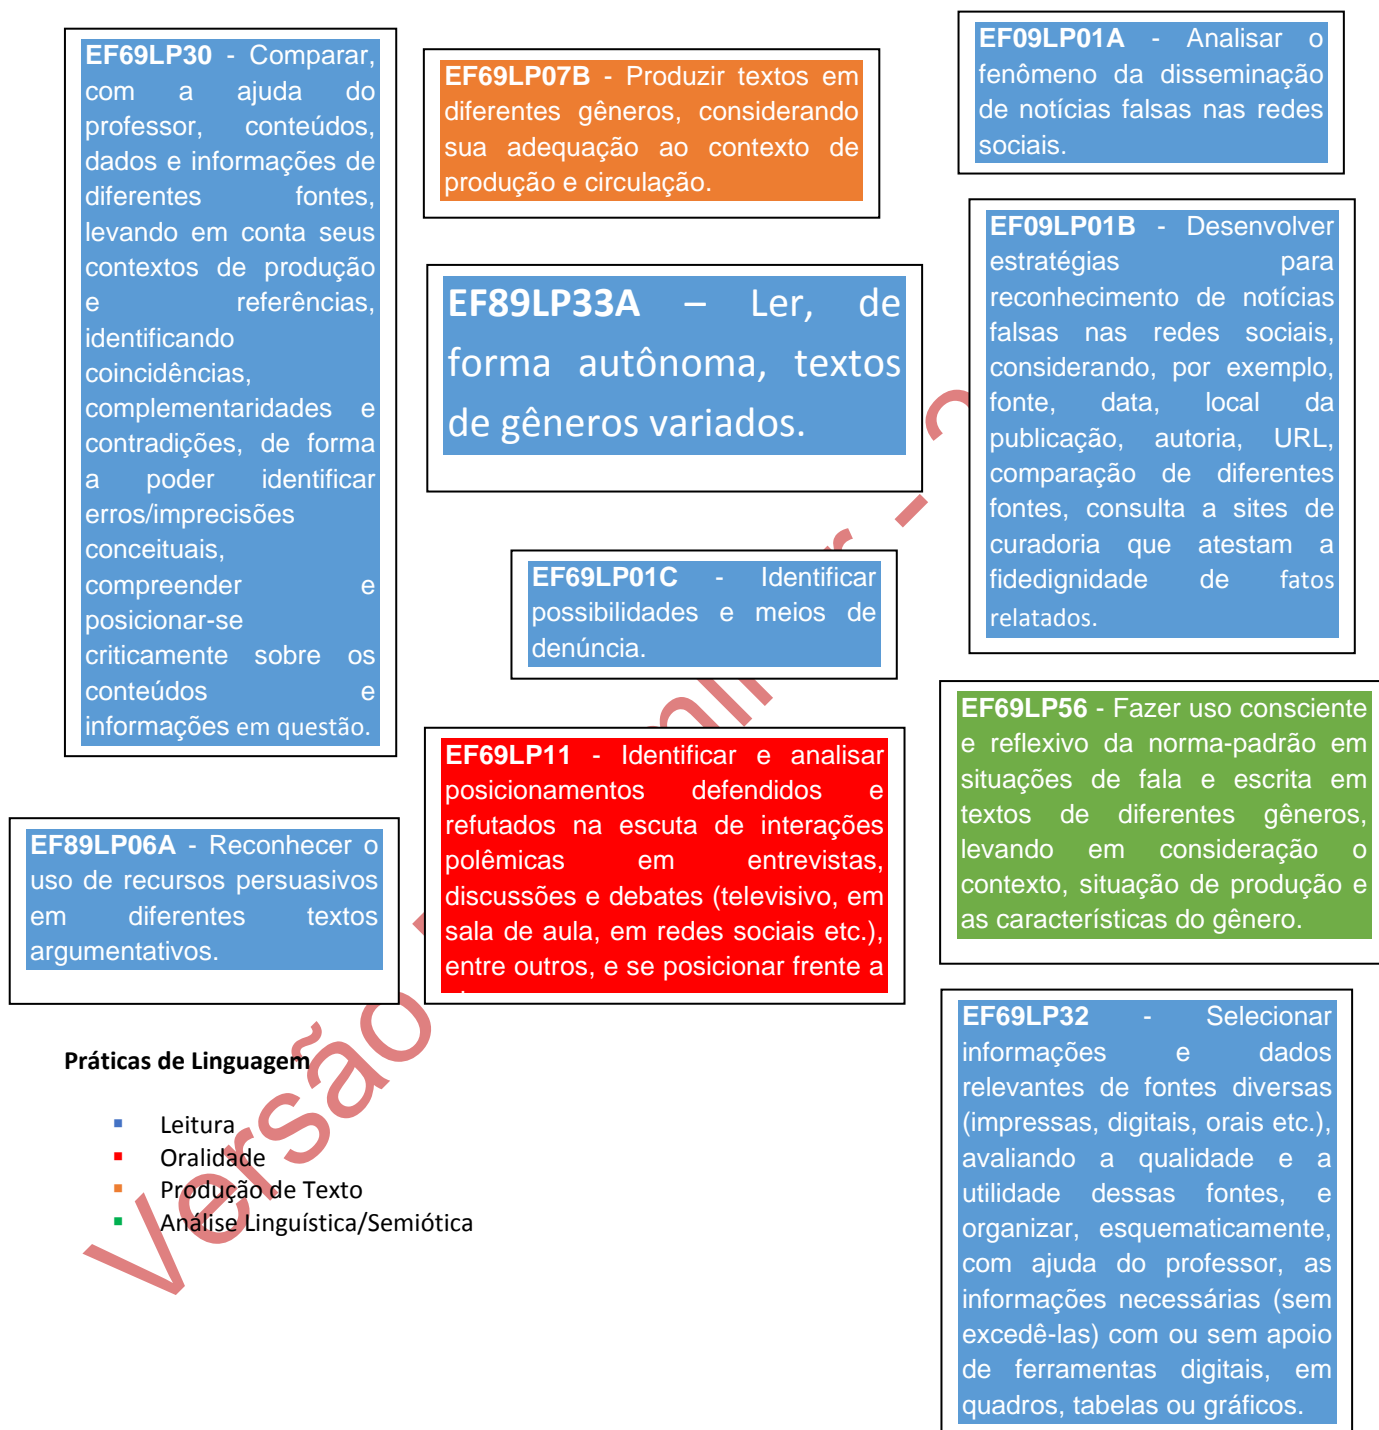 EF69LP30 - Comparar,
com a ajuda do
professor, conteúdos,
dados e informações de
diferentes fontes,
levando em conta seus
contextos de produção
e referências,
identificando
coincidências,
complementaridades e
contradições, de forma
a poder identificar
erros/imprecisões
conceituais,
compreender e
posicionar-se
criticamente sobre os
conteúdos e
informações em questão.
EF69LP07B - Produzir textos em
diferentes gêneros, considerando
sua adequação ao contexto de
produção e circulação.
EF09LP01A - Analisar o
fenômeno da disseminação
de notícias falsas nas redes
sociais.
EF89LP33A – Ler, de
forma autônoma, textos
de gêneros variados.
EF09LP01B - Desenvolver
estratégias para
reconhecimento de notícias
falsas nas redes sociais,
considerando, por exemplo,
fonte, data, local da
publicação, autoria, URL,
comparação de diferentes
fontes, consulta a sites de
curadoria que atestam a
fidedignidade de fatos
relatados.
EF69LP01C - Identificar
possibilidades e meios de
denúncia.
EF69LP11 - Identificar e analisar
posicionamentos defendidos e
refutados na escuta de interações
polêmicas em entrevistas,
discussões e debates (televisivo, em
sala de aula, em redes sociais etc.),
entre outros, e se posicionar frente a
EF69LP56 - Fazer uso consciente
e reflexivo da norma-padrão em
situações de fala e escrita em
textos de diferentes gêneros,
levando em consideração o
contexto, situação de produção e
as características do gênero.
EF89LP06A - Reconhecer o
uso de recursos persuasivos
em diferentes textos
argumentativos.
EF69LP32 - Selecionar
informações e dados
relevantes de fontes diversas
(impressas, digitais, orais etc.),
avaliando a qualidade e a
utilidade dessas fontes, e
organizar, esquematicamente,
com ajuda do professor, as
informações necessárias (sem
excedê-las) com ou sem apoio
de ferramentas digitais, em
quadros, tabelas ou gráficos.
Práticas de Linguagem
Leitura
Oralidade
Produção de Texto
Análise Linguística/Semiótica
Versão